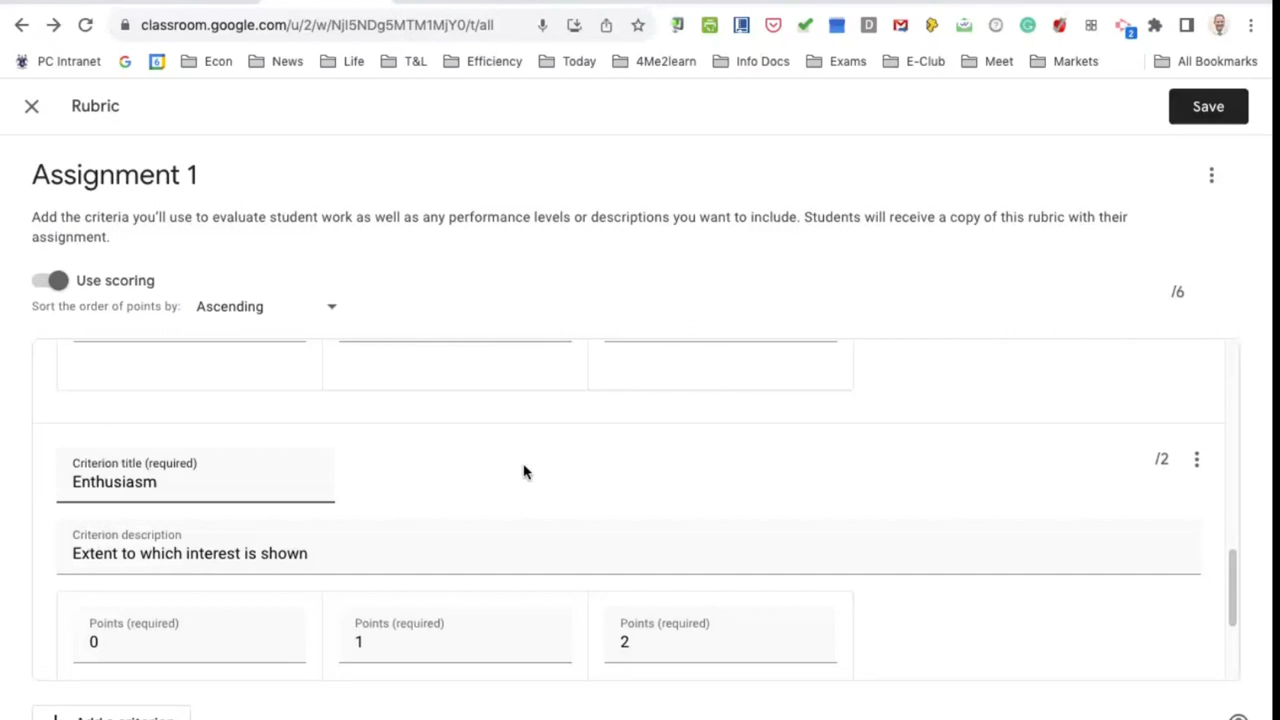 classroom.google.com/u/2/w/NjI5NDg5MTM1MjY0/t/all
2
PC Intranet
6
Econ
News
Life
T&L
Efficiency
Today
4Me2learn
Info Docs
Exams
E-Club
Meet
Markets
All Bookmarks
Rubric
Save
Assignment 1
Add the criteria you'll use to evaluate student work as well as any performance levels or descriptions you want to include. Students will receive a copy of this rubric with their
assignment.
Use scoring
/6
Sort the order of points by: Ascending
Criterion title (required)
Enthusiasm
/2
Criterion description
Extent to which interest is shown
Points (required)
0
Points (required)
1
Points (required)
2
Add a criterion